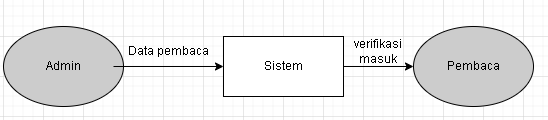 Admin
Data pembaca
Sistem
verifikasi
masuk
Pembaca